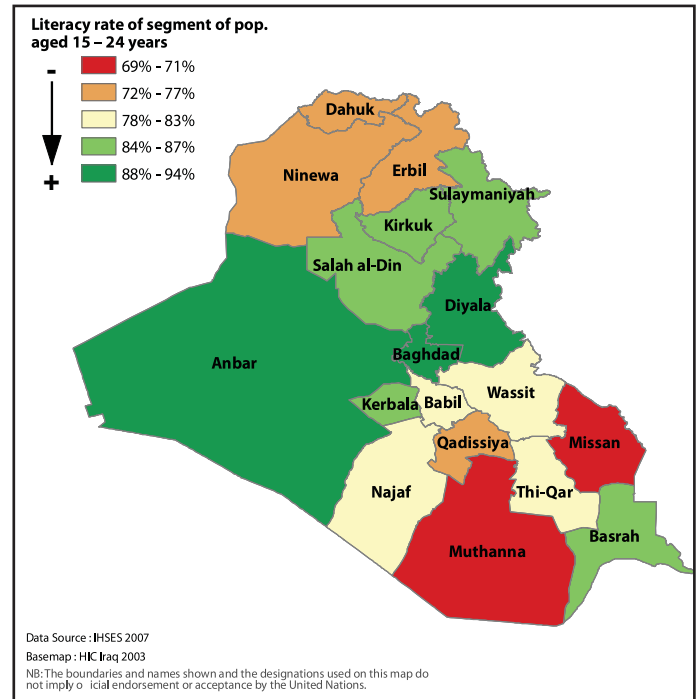 Literacy rate of segment of pop.
aged 15 – 24 years
-
69% - 71%
72% - 77%
78% - 83%
84% - 87%
88% - 94%
+
Dahuk
Ninewa
Erbil
Sulaymaniyah
Kirkuk
Salah al-Din
Diyala
Anbar
Baghdad
Kerbala
Babil
Wassit
Qadissiya
Missan
Najaf
Thi-Qar
Basrah
Muthanna
Data Source : IHSES 2007
Basemap : HIC Iraq 2003
NB: The boundaries and names shown and the designations used on this map do
not imply o icial endorsement or acceptance by the United Nations.